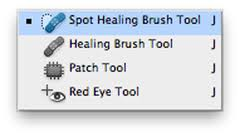 Spot Healing Brush Tool J
Healing Brush Tool J
Patch Tool J
Red Eye Tool J